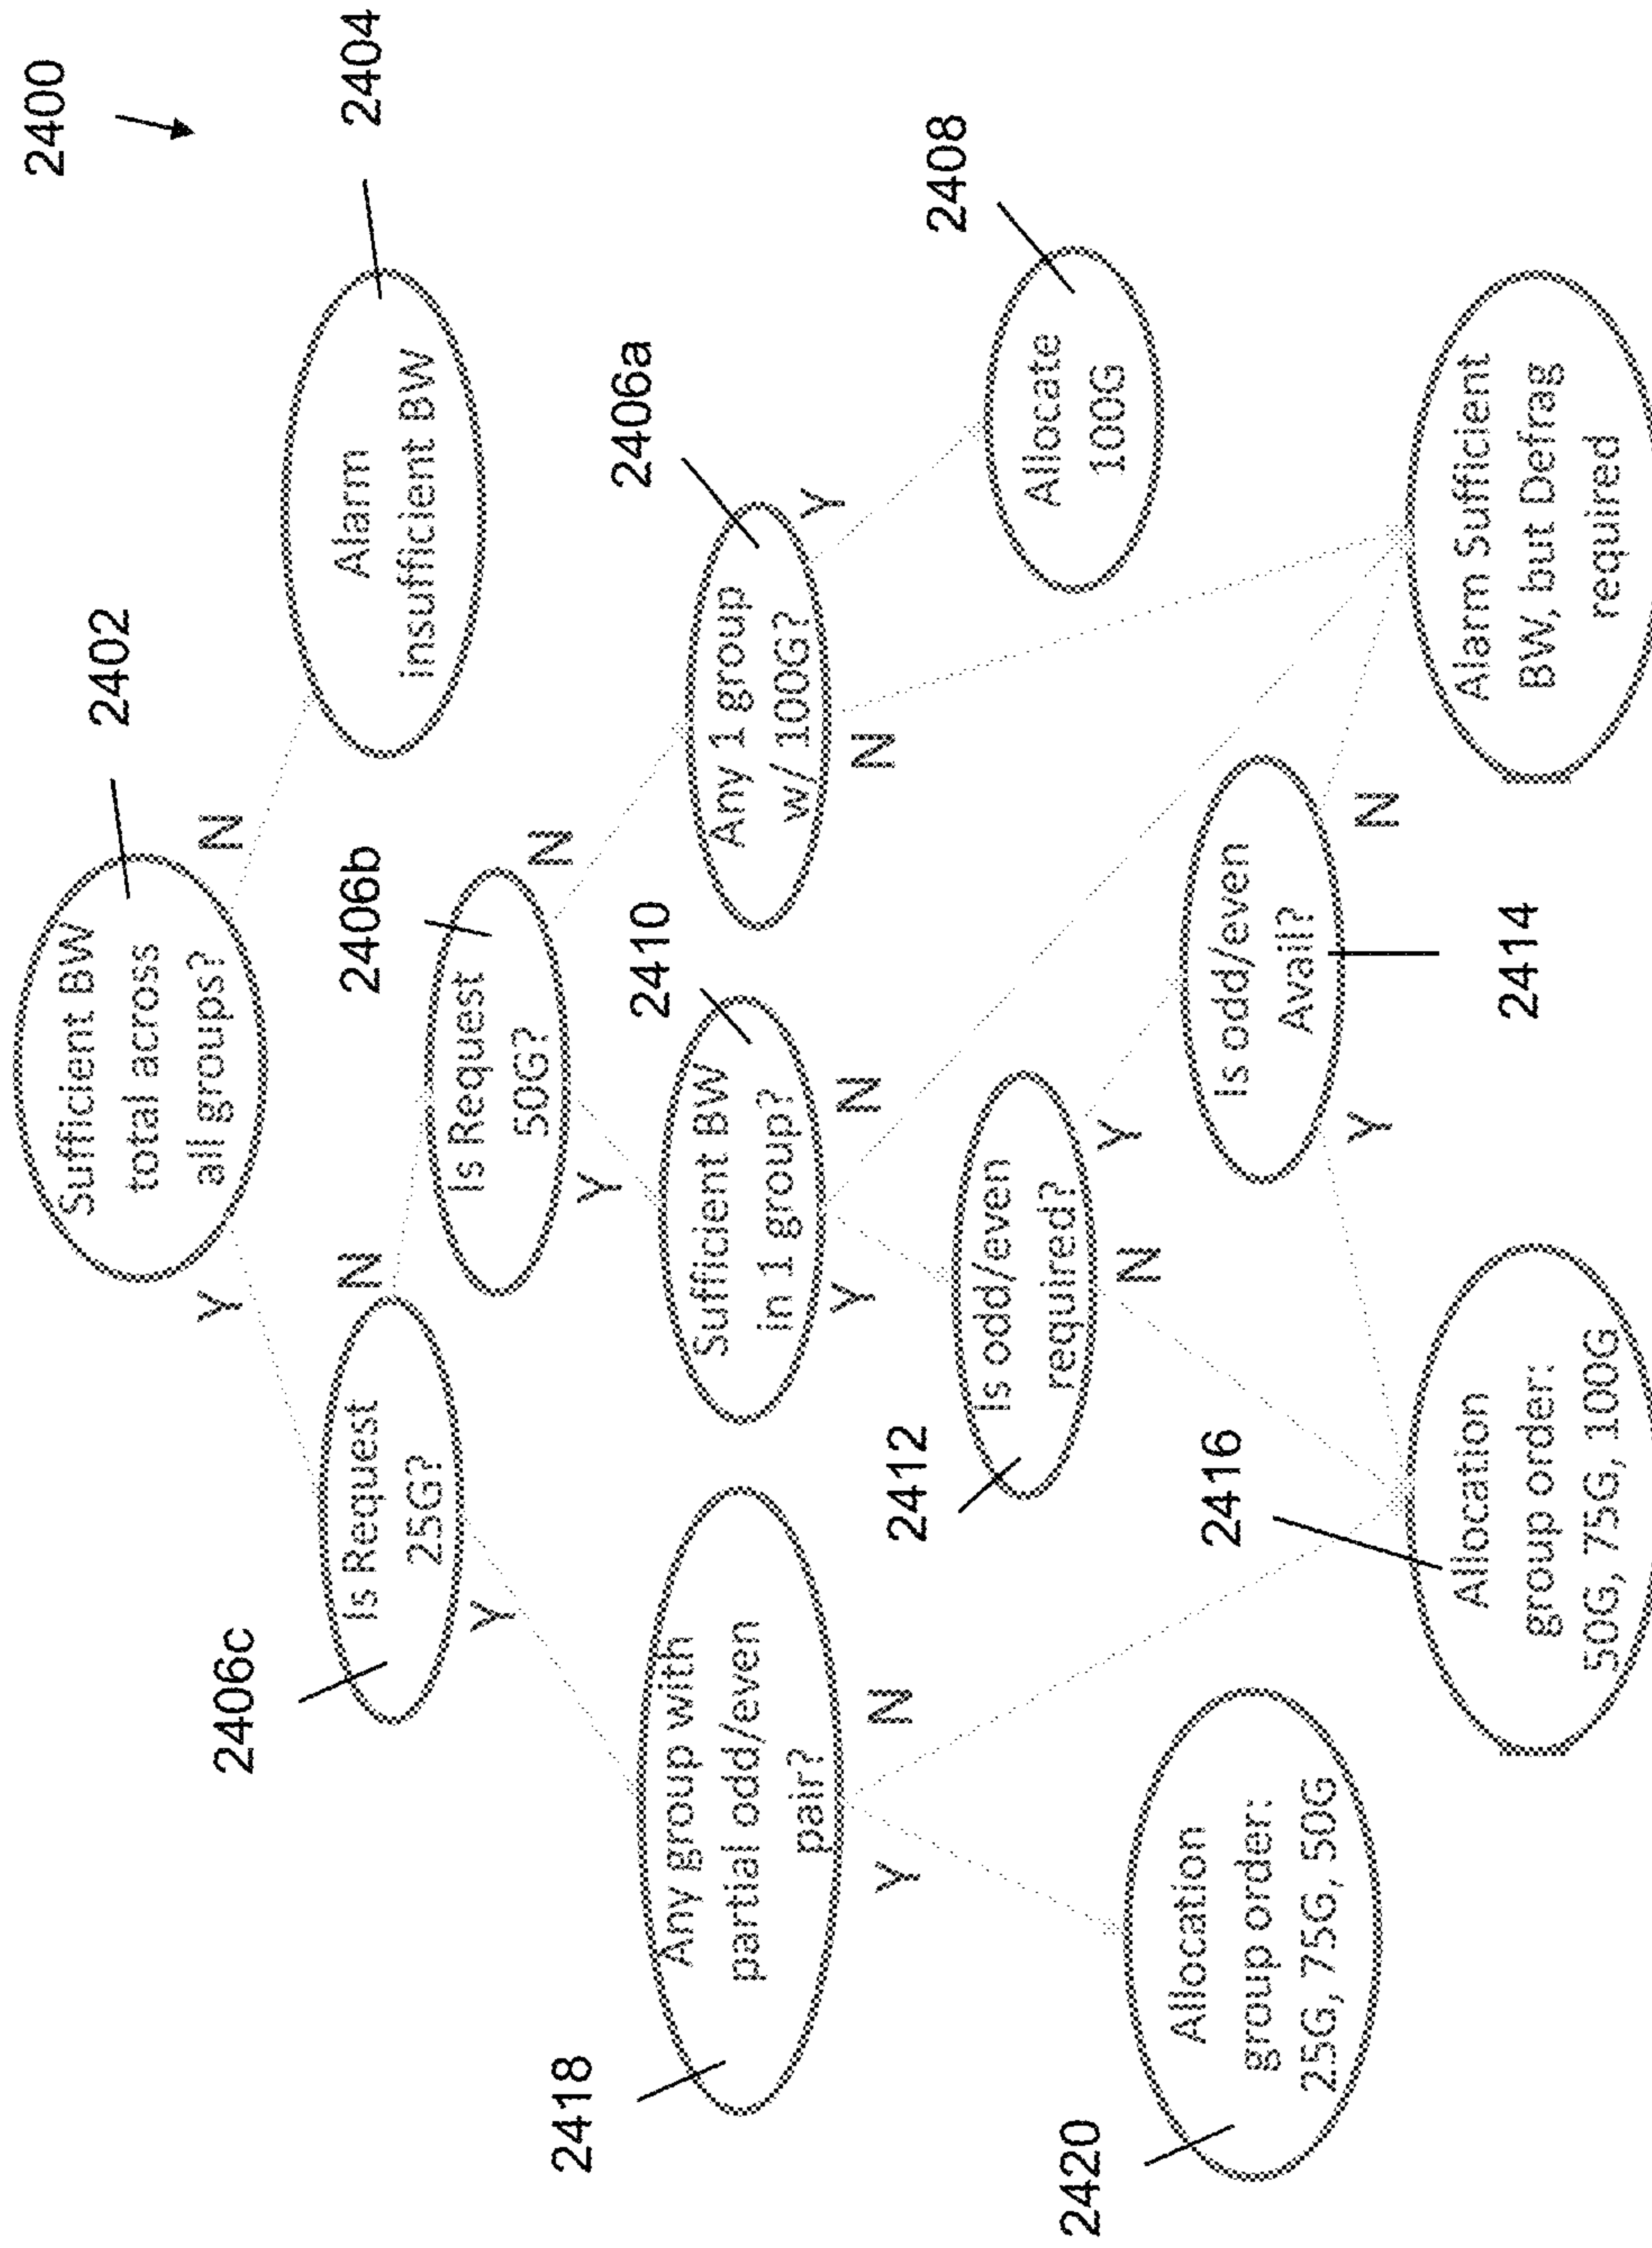 2400
2402
Sufficient BW
total across
all groups?
Y
N
2404
Alarm
insufficient BW
2406c
Is Request
25G?
N
Y
2406b
Is Request
50G?
N
Y
2418
Any group with
partial odd/even
pair?
Y
N
2410
Sufficient BW
in 1 group?
Y
N
2406a
Any 1 group
w/ 100G?
Y
N
2408
Allocate
100G
2412
Is odd/even
required?
Y
N
Is odd/even
Avail?
Y
N
2414
2420
Allocation
group order:
25G, 75G, 50G
2416
Allocation
group order:
50G, 75G, 100G
Alarm Sufficient
BW, but Defrag
required